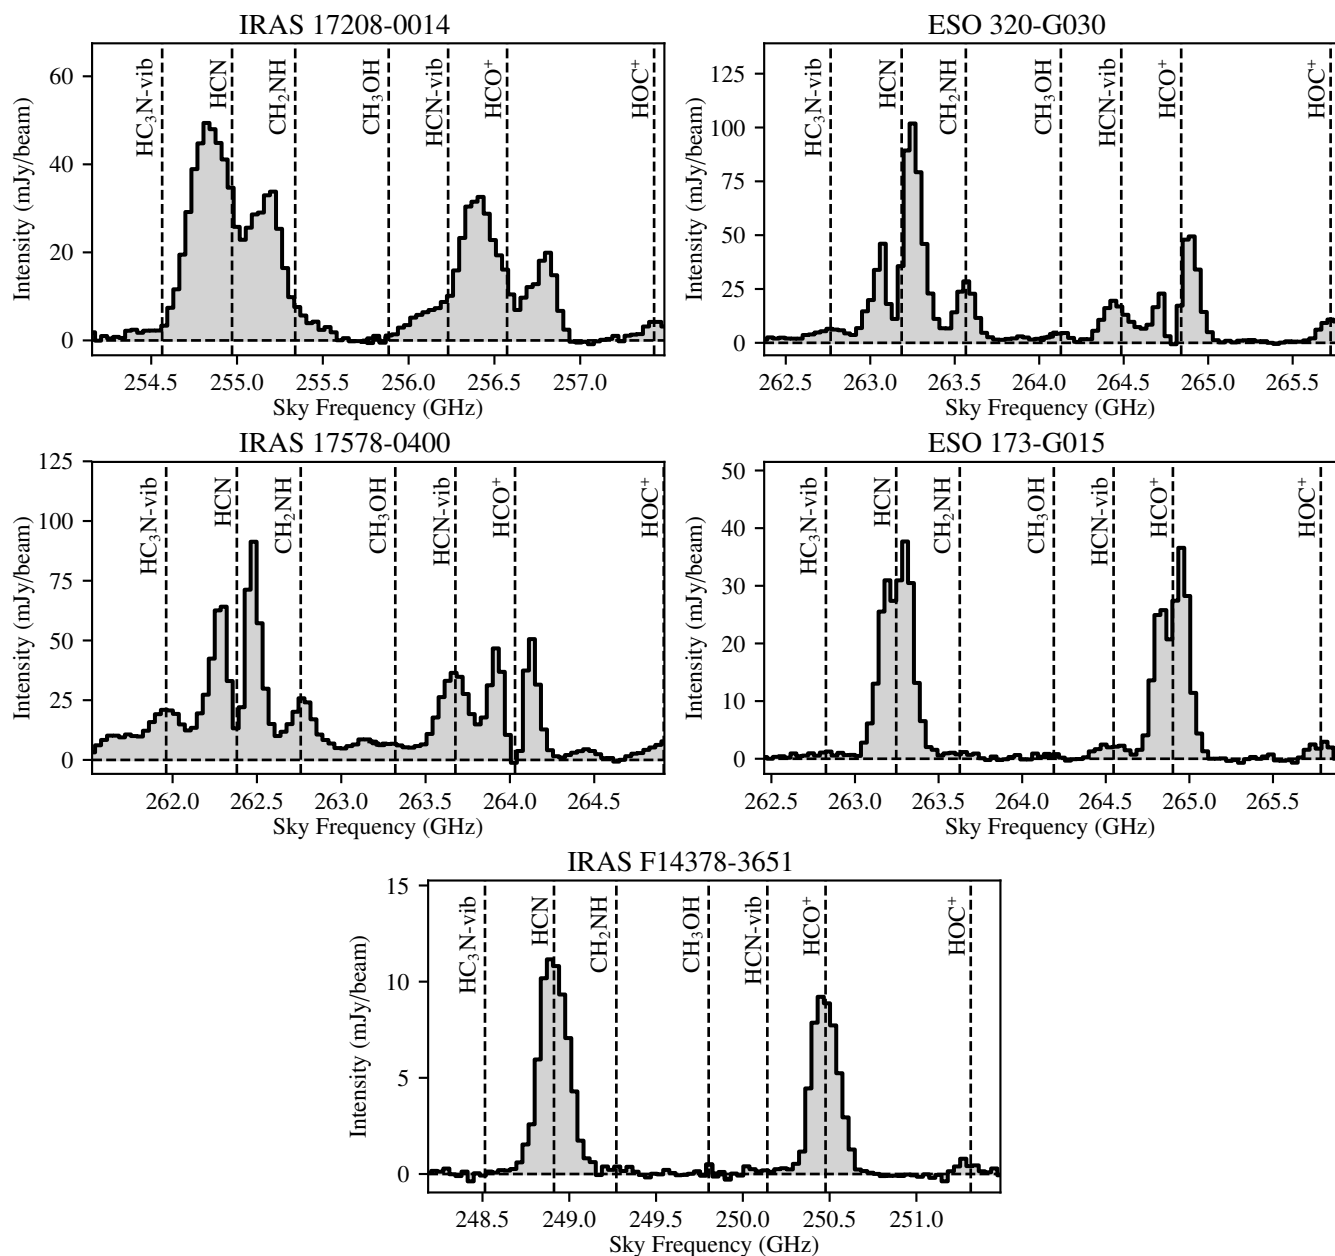 IRAS 17208-0014
Intensity (mJy/beam)
60
40
20
0
HC₃N-vib
HCN
CH₂NH
CH₃OH
HCN-vib
HCO⁺
HOC⁺
254.5 255.0 255.5 256.0 256.5 257.0
Sky Frequency (GHz)
ESO 320-G030
Intensity (mJy/beam)
125
100
75
50
25
0
HC₃N-vib
HCN
CH₂NH
CH₃OH
HCN-vib
HCO⁺
HOC⁺
262.5 263.0 263.5 264.0 264.5 265.0 265.5
Sky Frequency (GHz)
IRAS 17578-0400
Intensity (mJy/beam)
125
100
75
50
25
0
HC₃N-vib
HCN
CH₂NH
CH₃OH
HCN-vib
HCO⁺
HOC⁺
262.0 262.5 263.0 263.5 264.0 264.5
Sky Frequency (GHz)
ESO 173-G015
Intensity (mJy/beam)
50
40
30
20
10
0
HC₃N-vib
HCN
CH₂NH
CH₃OH
HCN-vib
HCO⁺
HOC⁺
262.5 263.0 263.5 264.0 264.5 265.0 265.5
Sky Frequency (GHz)
IRAS F14378-3651
Intensity (mJy/beam)
15
10
5
0
HC₃N-vib
HCN
CH₂NH
CH₃OH
HCN-vib
HCO⁺
HOC⁺
248.5 249.0 249.5 250.0 250.5 251.0
Sky Frequency (GHz)